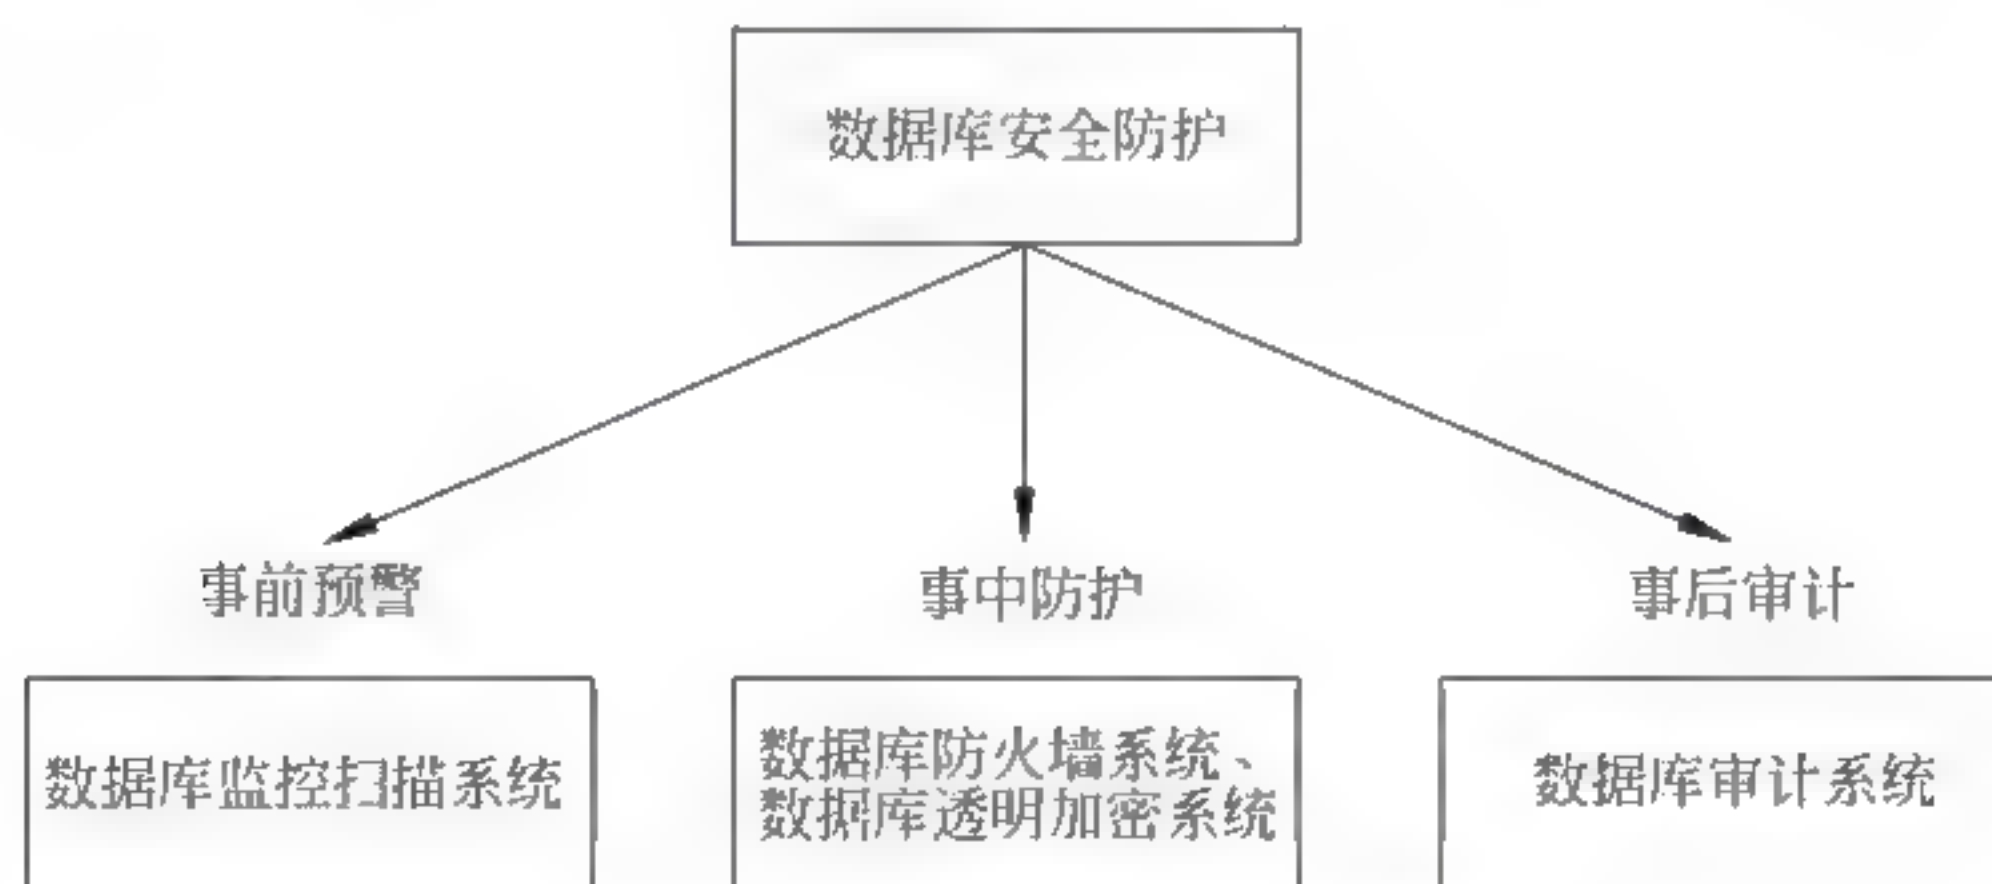 数据库安全防护
事前预警
事中防护
事后审计
数据库监控扫描系统
数据库防火墙系统、
数据库透明加密系统
数据库审计系统